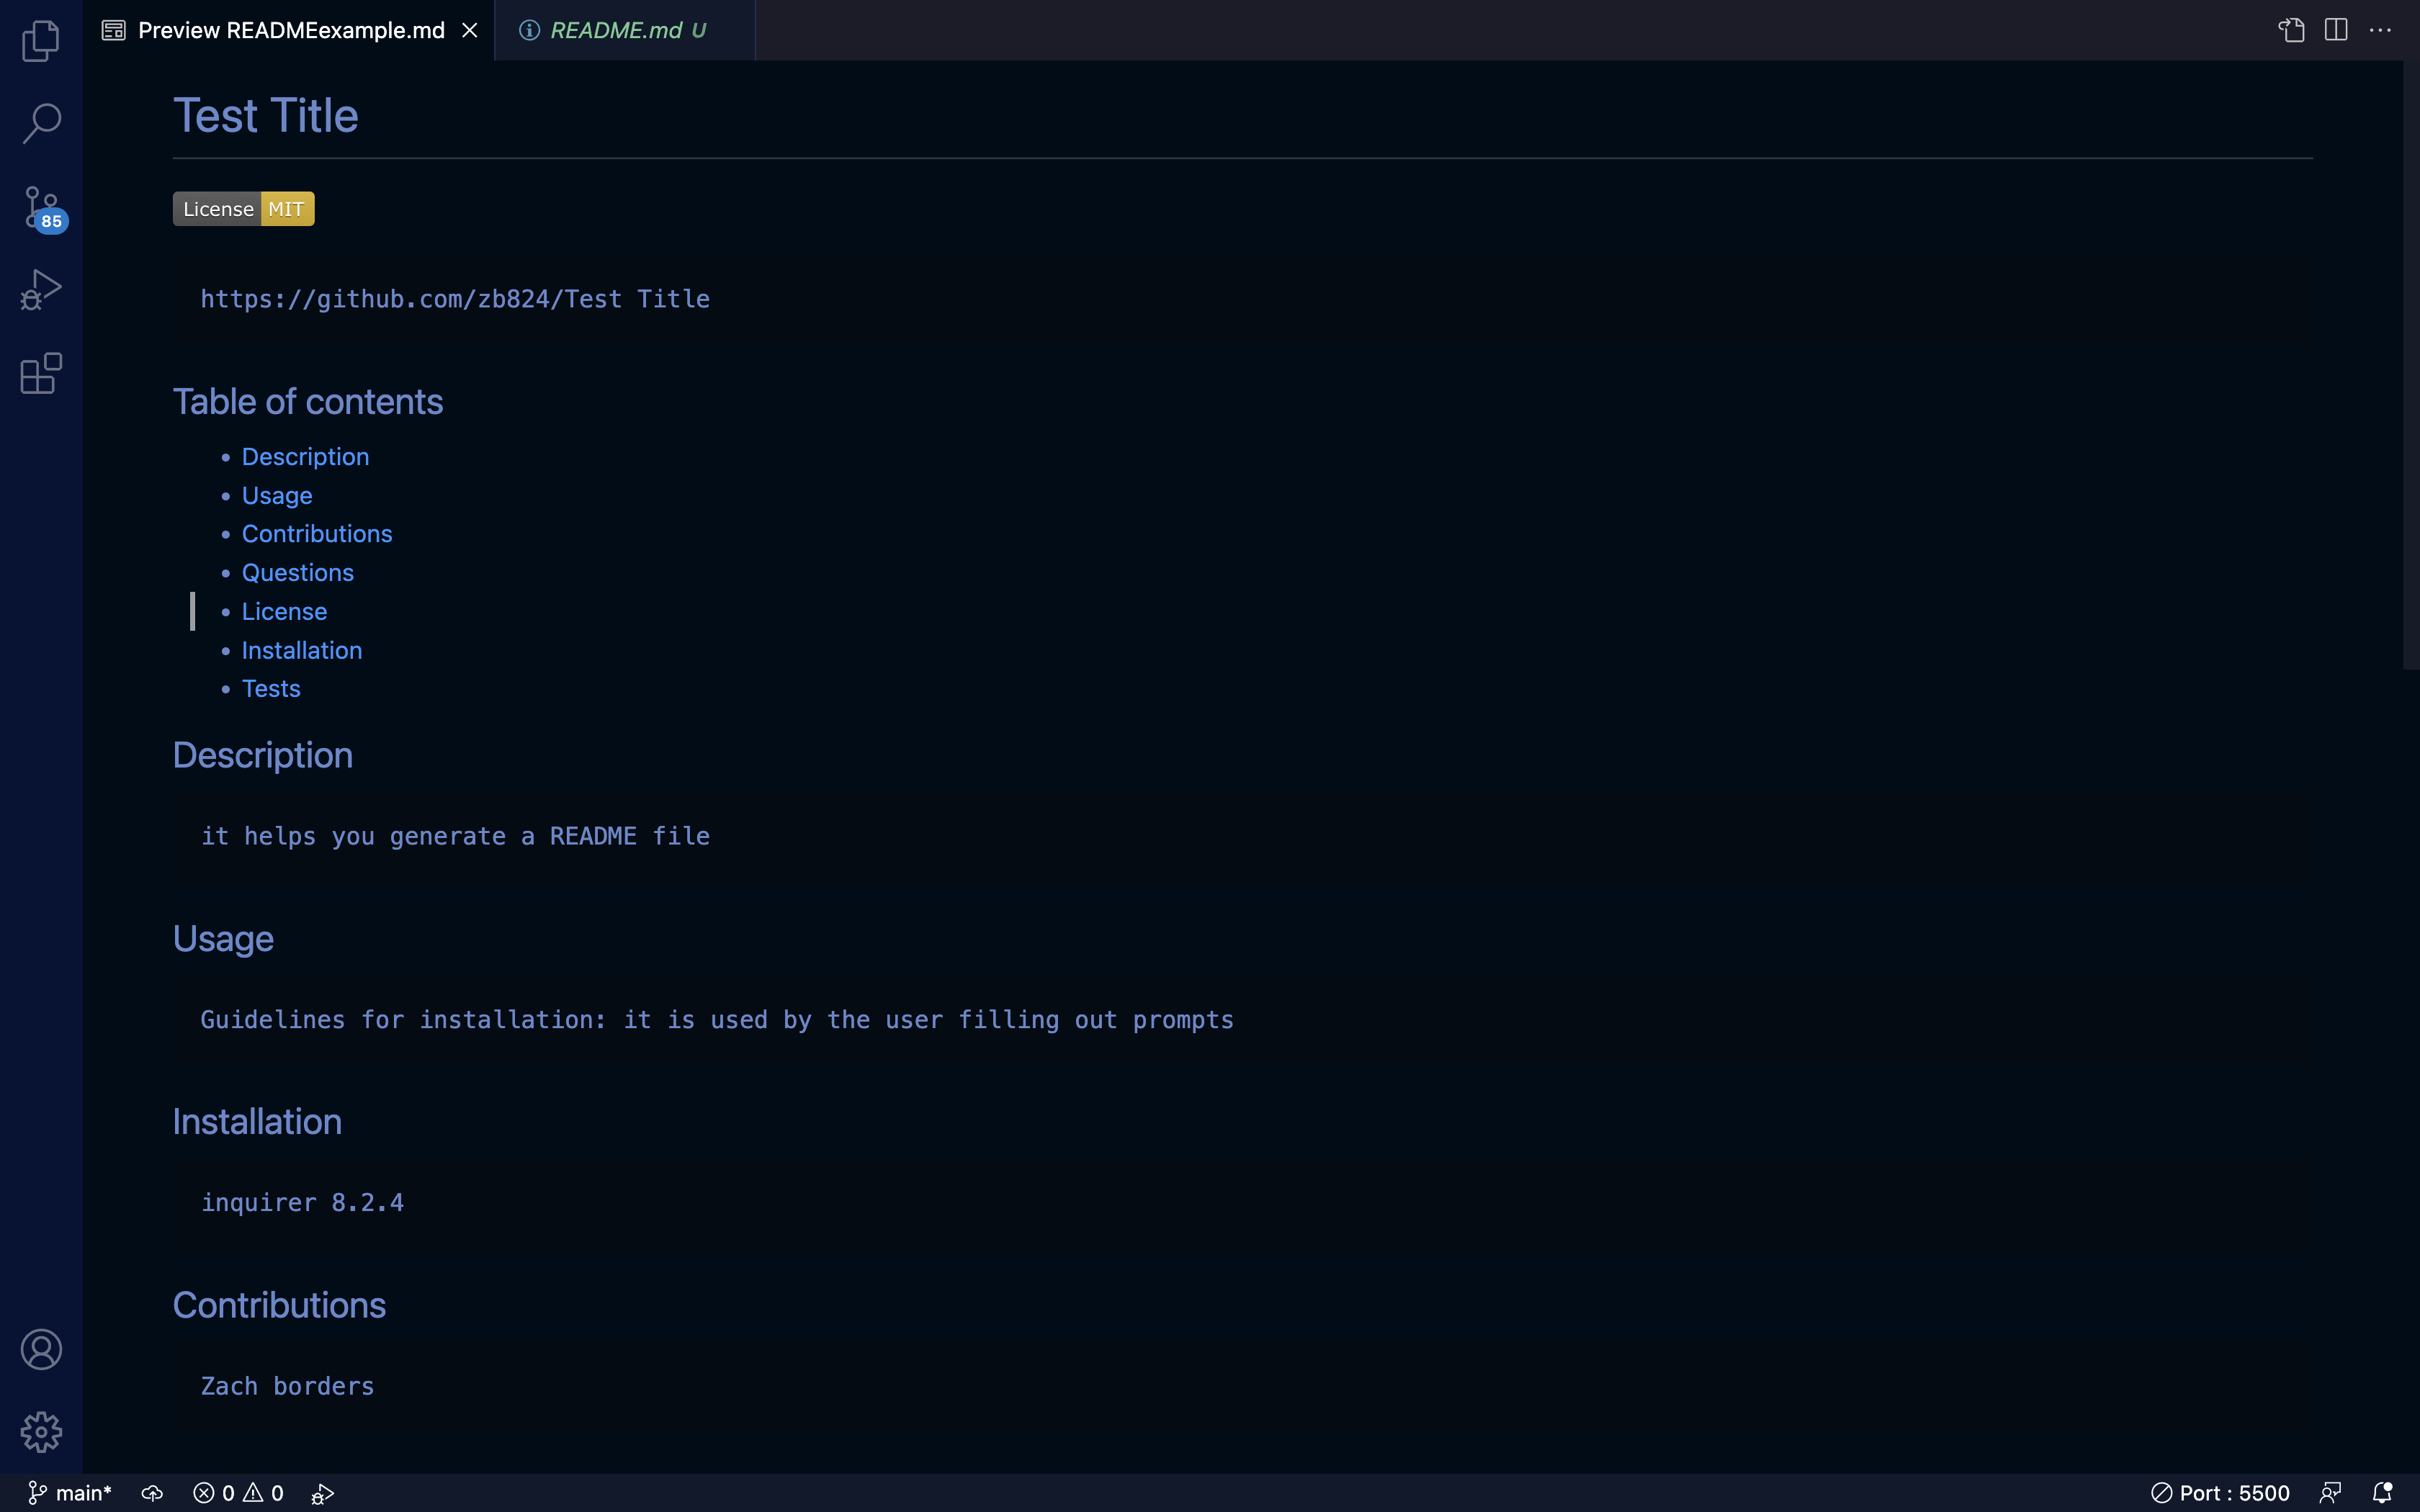 Preview READMEexample.md
README.md U
85
Test Title
License MIT
https://github.com/zb824/Test Title
Table of contents
Description
Usage
Contributions
Questions
License
Installation
Tests
Description
it helps you generate a README file
Usage
Guidelines for installation: it is used by the user filling out prompts
Installation
inquirer 8.2.4
Contributions
Zach borders
main* 0 0 Port : 5500